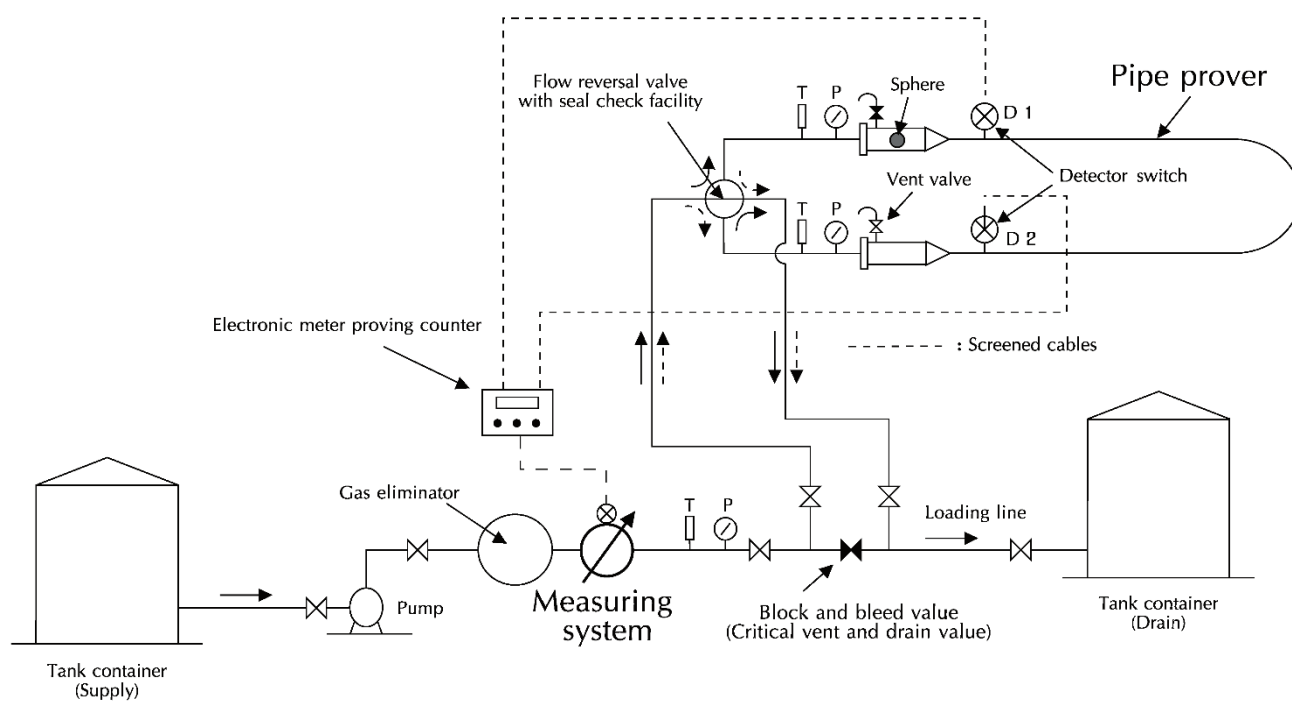 Flow reversal valve
with seal check facility
T
P
Sphere
D 1
Pipe prover
Vent valve
Detector switch
T
P
D 2
Electronic meter proving counter
: Screened cables
Gas eliminator
T
P
Loading line
Pump
Measuring
system
Block and bleed value
(Critical vent and drain value)
Tank container
(Drain)
Tank container
(Supply)